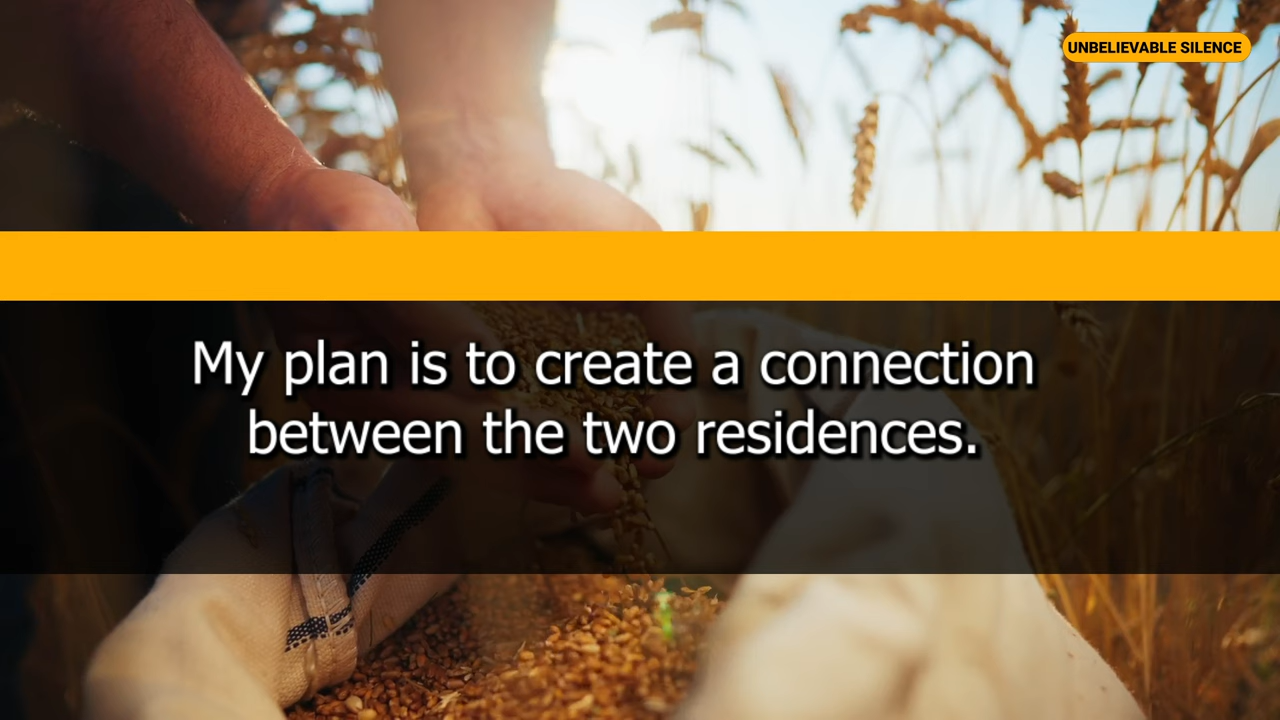 UNBELIEVABLE SILENCE
My plan is to create a connection
between the two residences.